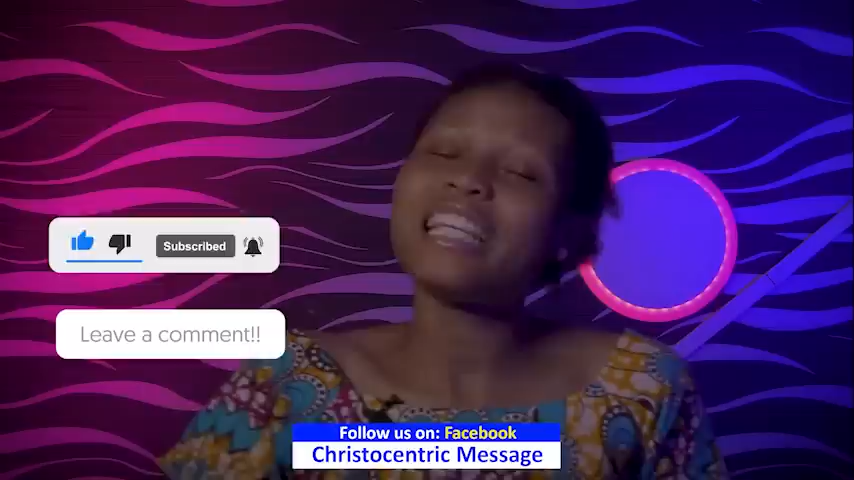 Subscribed
Leave a comment!!
Follow us on: Facebook
Christocentric Message